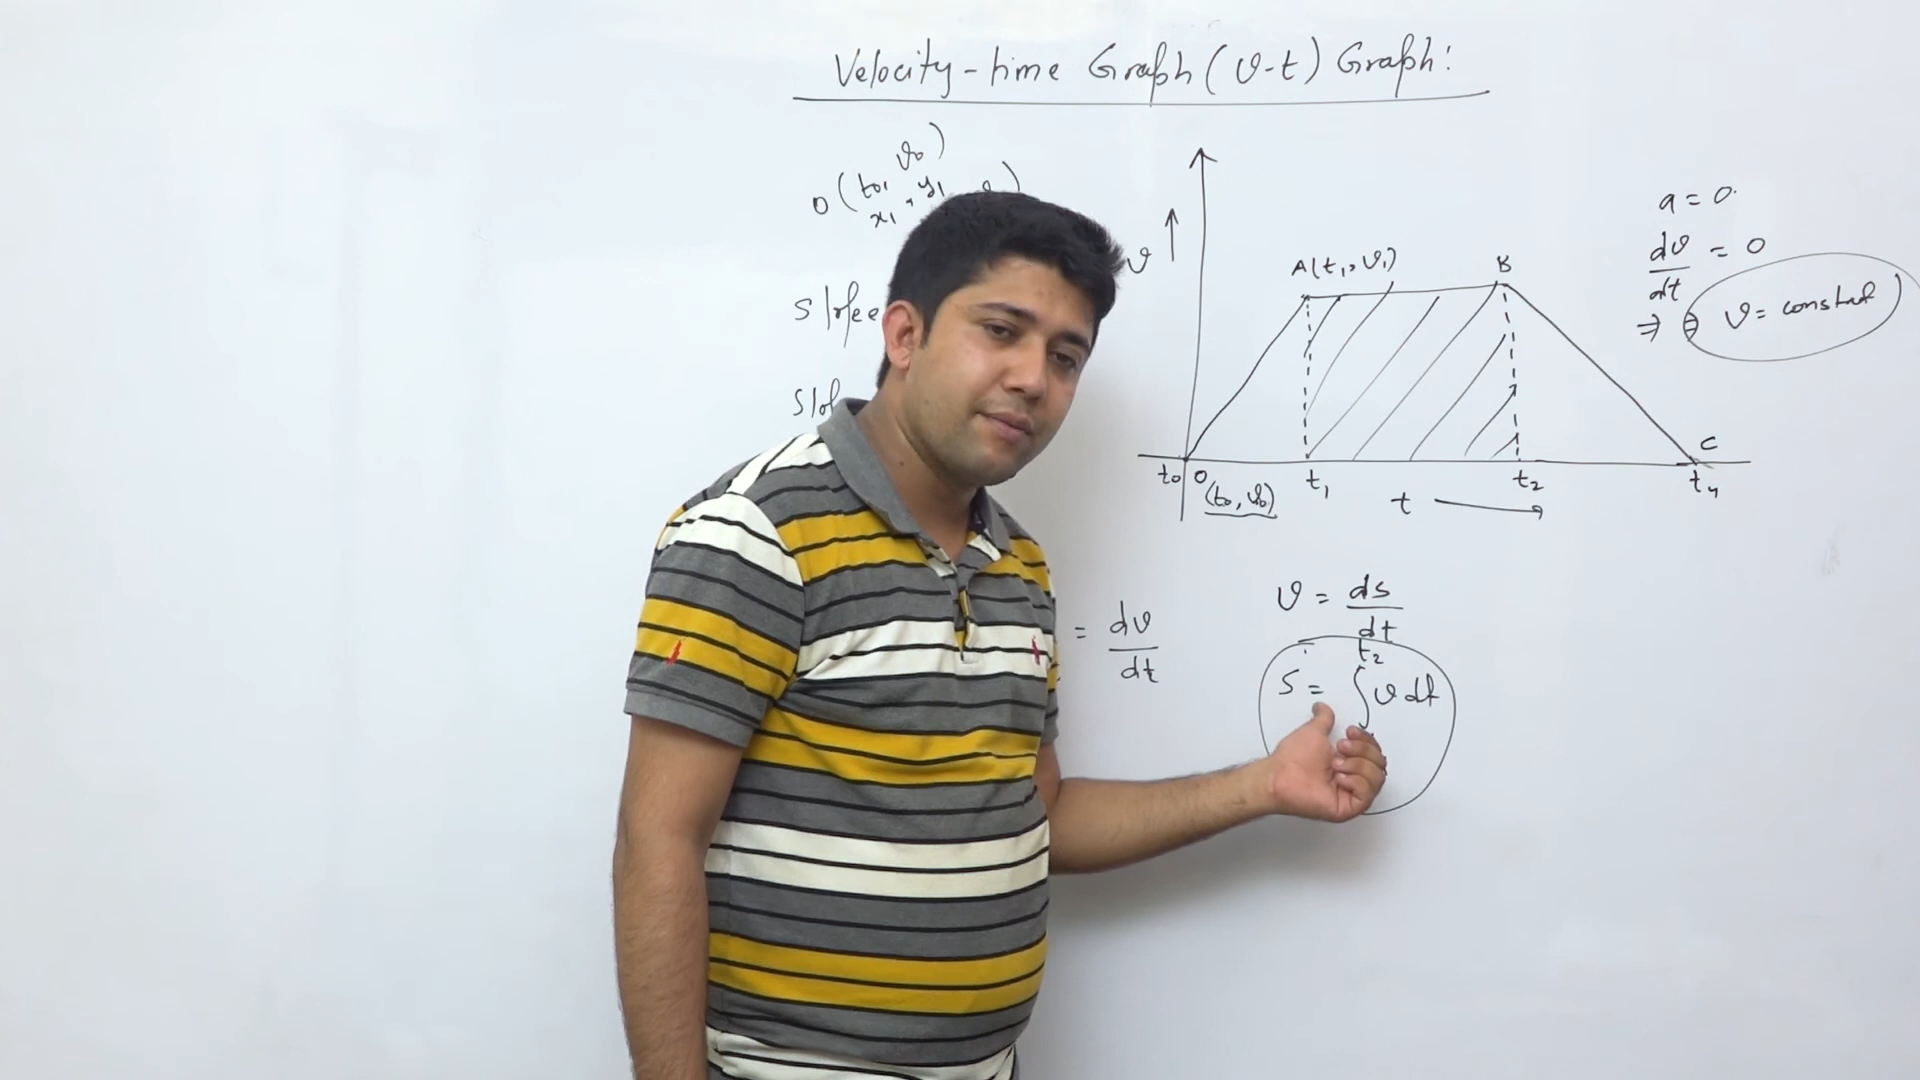 Velocity-time Graph (v-t) Graph:
O (t₀, v₀)
x₁, y₁
Slope
v ↑
A(t₁, v₁)
B
C
t₀ O
(t₀, v₀)
t₁
t₂
t₄
t →
a = 0
dv/dt = 0
⇒ ⇒ v = constant
= dv/dt
v = ds/dt
t₂
S = ∫ v dt